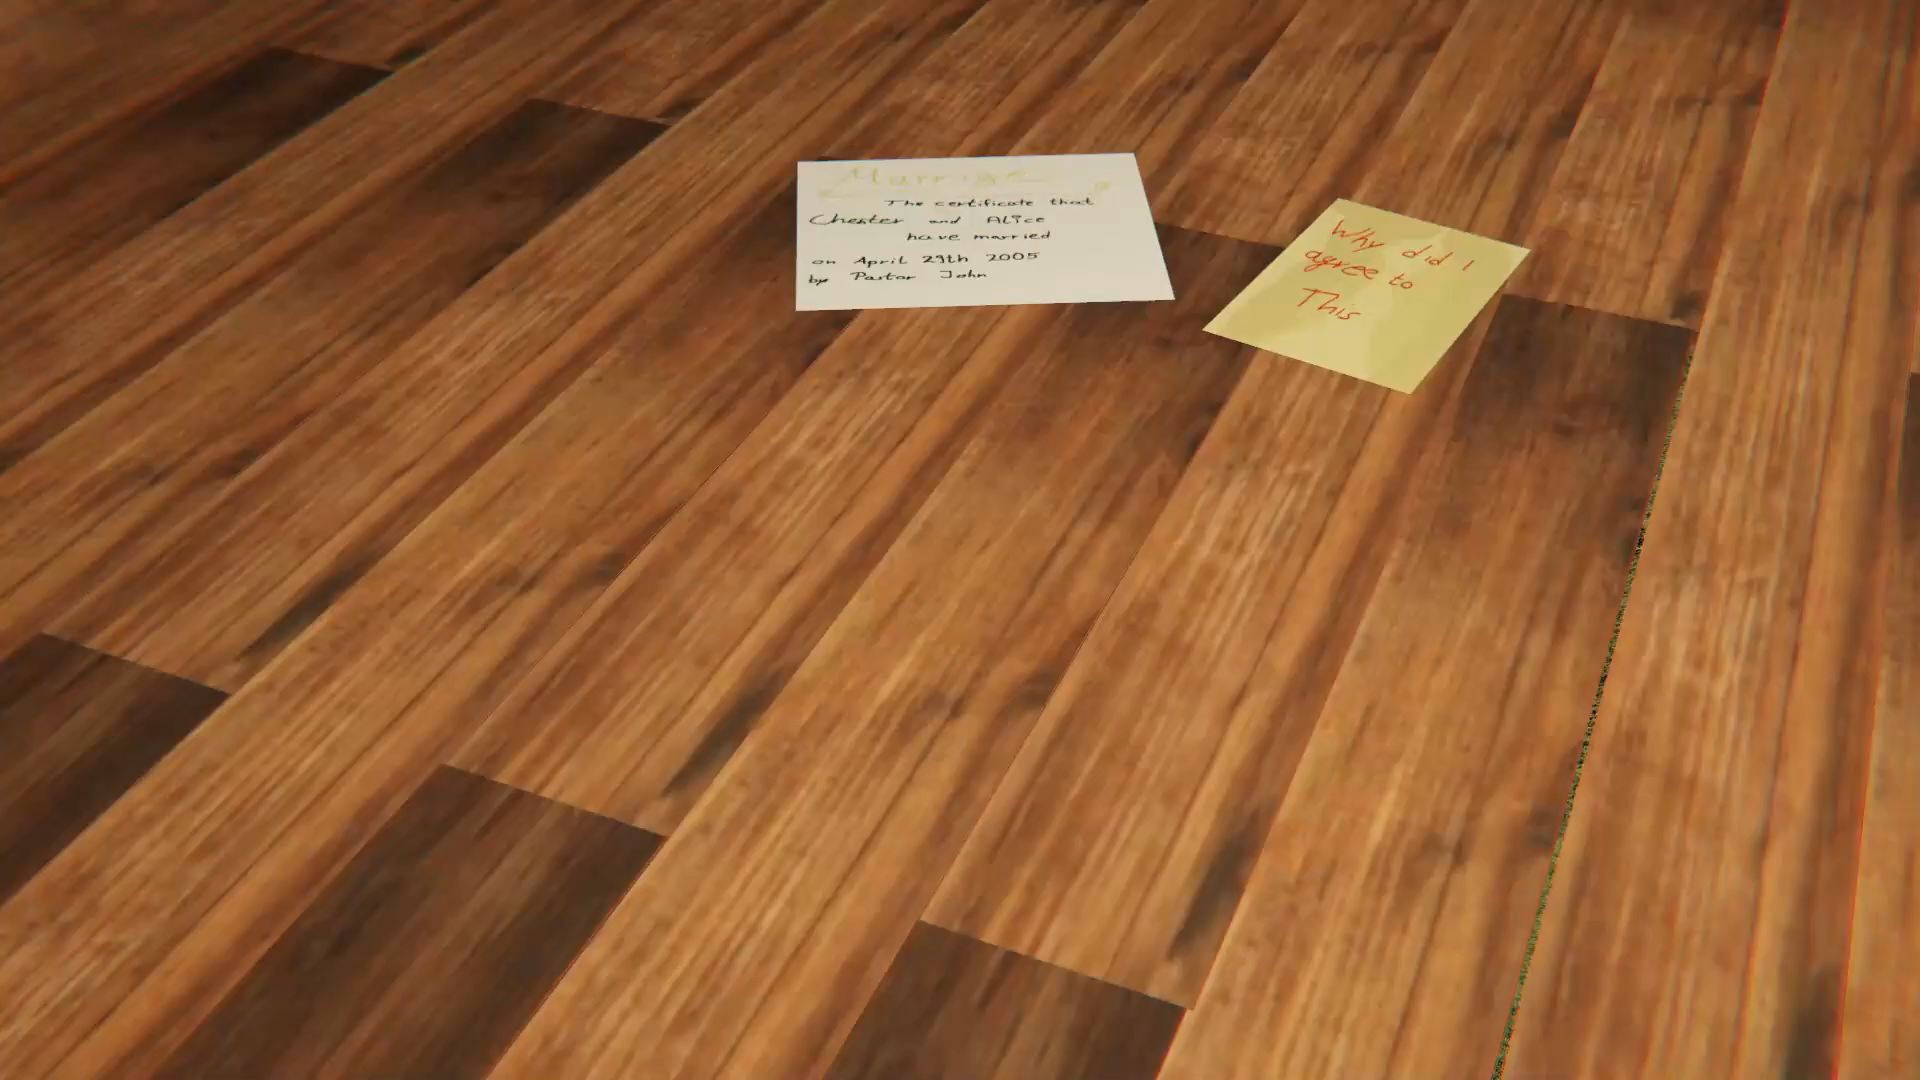 Marrige
The certificate that
Chester and Alice
have married
on April 29th 2005
by Pastor John
Why did I
agree to
This